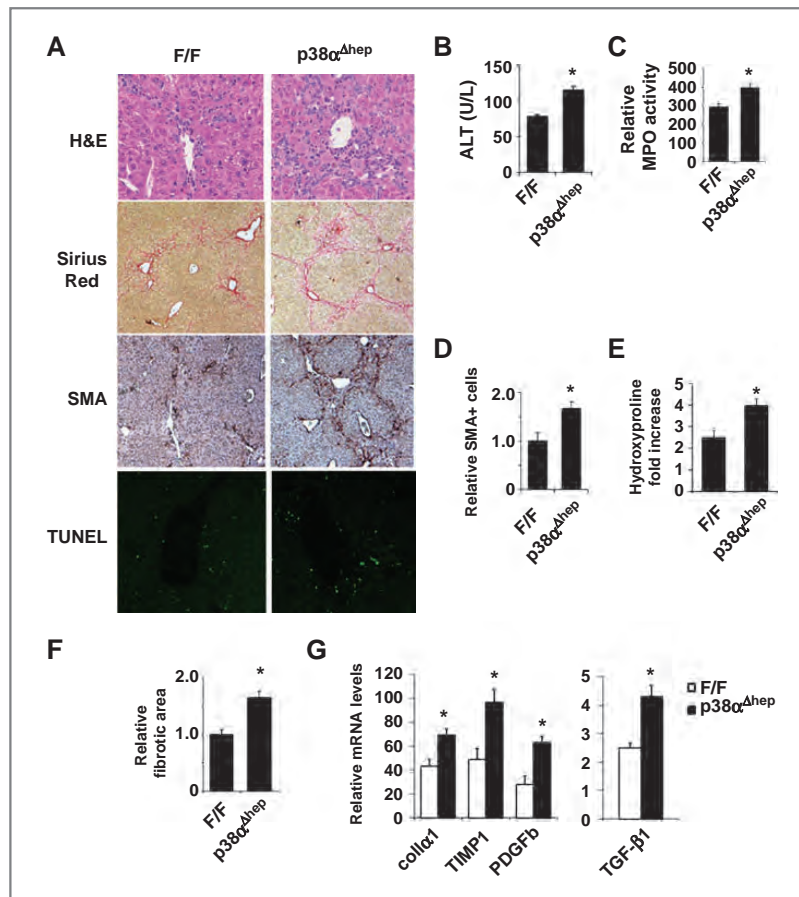 A
F/F
p38αΔhep
H&E
Sirius
Red
SMA
TUNEL
B
ALT (U/L)
150
100
50
0
F/F
p38αΔhep
*
C
Relative
MPO activity
500
400
300
200
100
0
F/F
p38αΔhep
*
D
Relative SMA+ cells
2.0
1.0
0
F/F
p38αΔhep
*
E
Hydroxyproline
fold increase
5
4
3
2
1
0
F/F
p38αΔhep
*
F
Relative
fibrotic area
2.0
1.0
0
F/F
p38αΔhep
*
G
Relative mRNA levels
120
100
80
60
40
20
0
collα1
TIMP1
PDGFb
* * *
5
4
3
2
1
0
TGF-β1
*
F/F
p38αΔhep